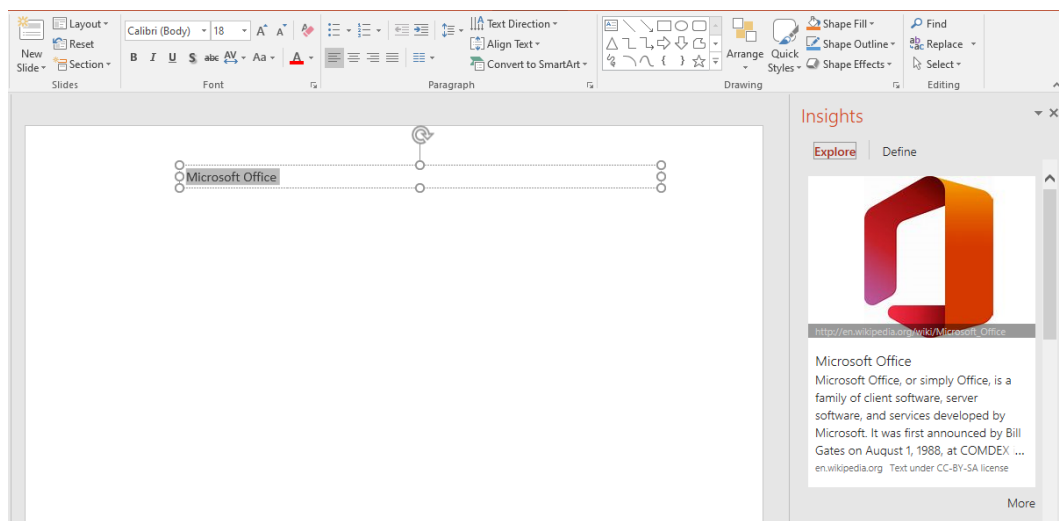 New
Slide
Layout
Reset
Section
Slides
Calibri (Body) 18 A A
B I U S abc AV Aa A
Font
Text Direction
Align Text
Convert to SmartArt
Paragraph
A
Arrange
Quick
Styles
Shape Fill
Shape Outline
Shape Effects
Drawing
Find
Replace
Select
Editing
Microsoft Office
Insights
Explore Define
http://en.wikipedia.org/wiki/Microsoft_Office
Microsoft Office
Microsoft Office, or simply Office, is a
family of client software, server
software, and services developed by
Microsoft. It was first announced by Bill
Gates on August 1, 1988, at COMDEX ...
en.wikipedia.org Text under CC-BY-SA license
More